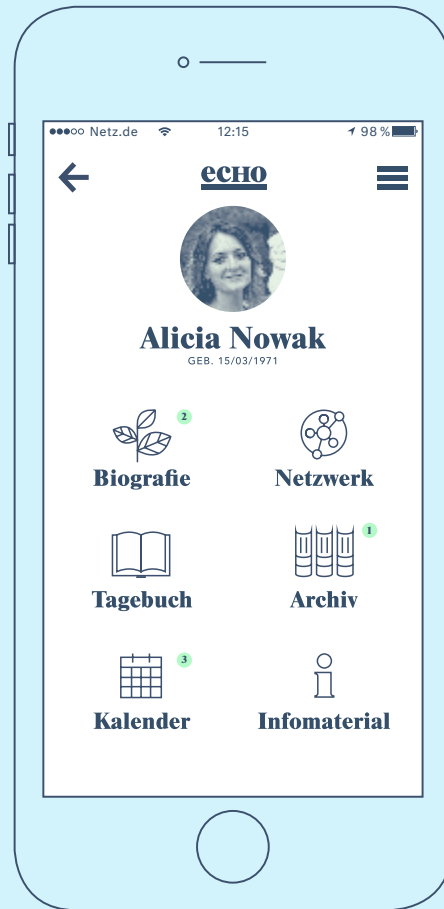 Netz.de 12:15 98 %
ecHo
Alicia Nowak
GEB. 15/03/1971
2
Biografie Netzwerk
1
Tagebuch Archiv
3
Kalender Infomaterial